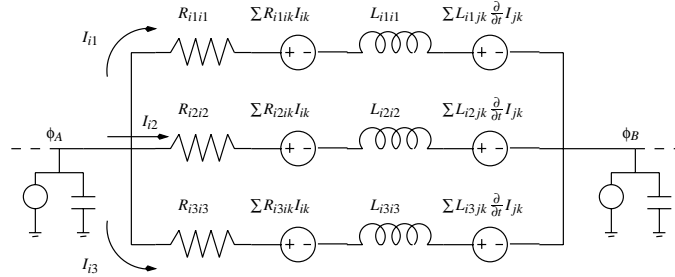 I_{i1} R_{i1i1} ∑ R_{i1ik} I_{ik} L_{i1i1} ∑ L_{i1jk} ∂/∂t I_{jk}
+ - + -
ϕ_A I_{i2} R_{i2i2} ∑ R_{i2ik} I_{ik} L_{i2i2} ∑ L_{i2jk} ∂/∂t I_{jk} ϕ_B
+ - + -
I_{i3} R_{i3i3} ∑ R_{i3ik} I_{ik} L_{i3i3} ∑ L_{i3jk} ∂/∂t I_{jk}
+ - + -